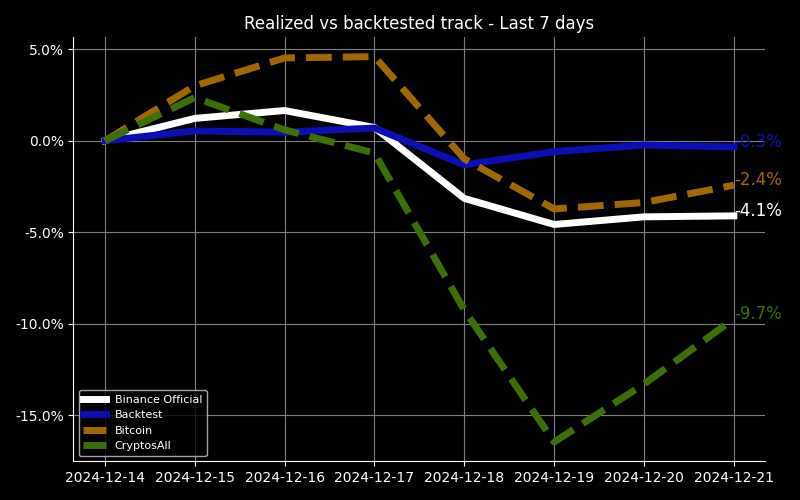 Realized vs backtested track - Last 7 days
5.0%
0.0%
-5.0%
-10.0%
-15.0%
-0.3%
-2.4%
-4.1%
-9.7%
Binance Official
Backtest
Bitcoin
CryptosAll
2024-12-14 2024-12-15 2024-12-16 2024-12-17 2024-12-18 2024-12-19 2024-12-20 2024-12-21